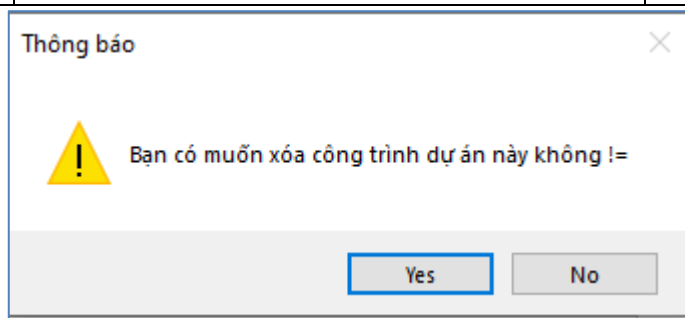 Thông báo
Bạn có muốn xóa công trình dự án này không !=
Yes
No